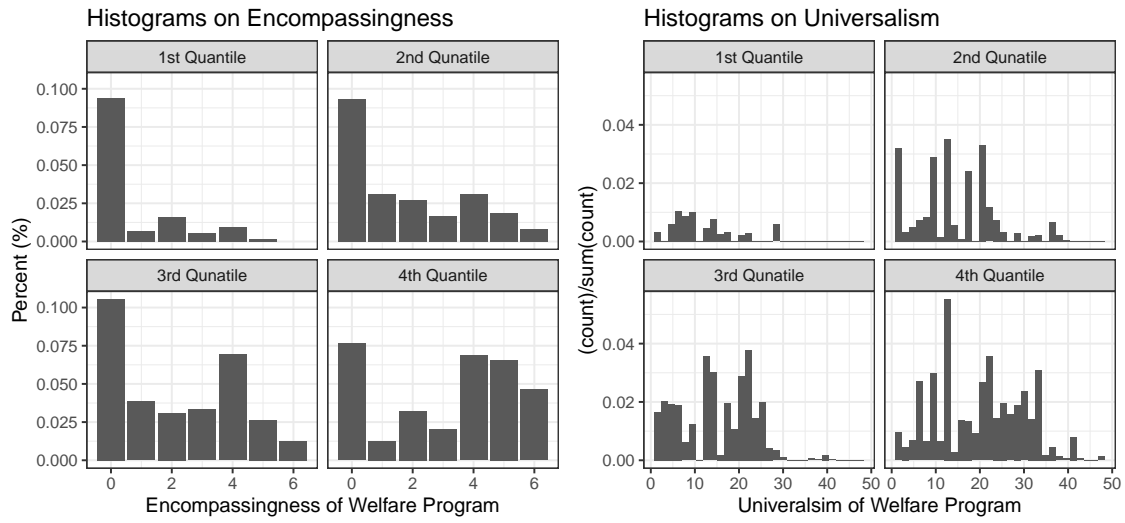 Histograms on Encompassingness
1st Quantile
2nd Qunatile
0.100
0.075
0.050
0.025
0.000
3rd Qunatile
4th Quantile
0.100
0.075
0.050
0.025
0.000
0 2 4 6 0 2 4 6
Percent (%)
Encompassingness of Welfare Program
Histograms on Universalism
1st Quantile
2nd Quantile
0.04
0.02
0.00
3rd Quantile
4th Quantile
0.04
0.02
0.00
0 10 20 30 40 50 0 10 20 30 40 50
(count)/sum(count)
Univeralsim of Welfare Program